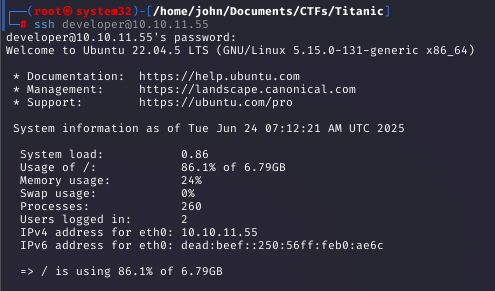 ┌──(root㉿system32)-[/home/john/Documents/CTFs/Titanic]
└─# ssh developer@10.10.11.55
developer@10.10.11.55's password:
Welcome to Ubuntu 22.04.5 LTS (GNU/Linux 5.15.0-131-generic x86_64)
* Documentation:  https://help.ubuntu.com
* Management:     https://landscape.canonical.com
* Support:        https://ubuntu.com/pro
System information as of Tue Jun 24 07:12:21 AM UTC 2025
System load:           0.86
Usage of /:            86.1% of 6.79GB
Memory usage:          24%
Swap usage:            0%
Processes:             260
Users logged in:       2
IPv4 address for eth0: 10.10.11.55
IPv6 address for eth0: dead:beef::250:56ff:feb0:ae6c
=> / is using 86.1% of 6.79GB